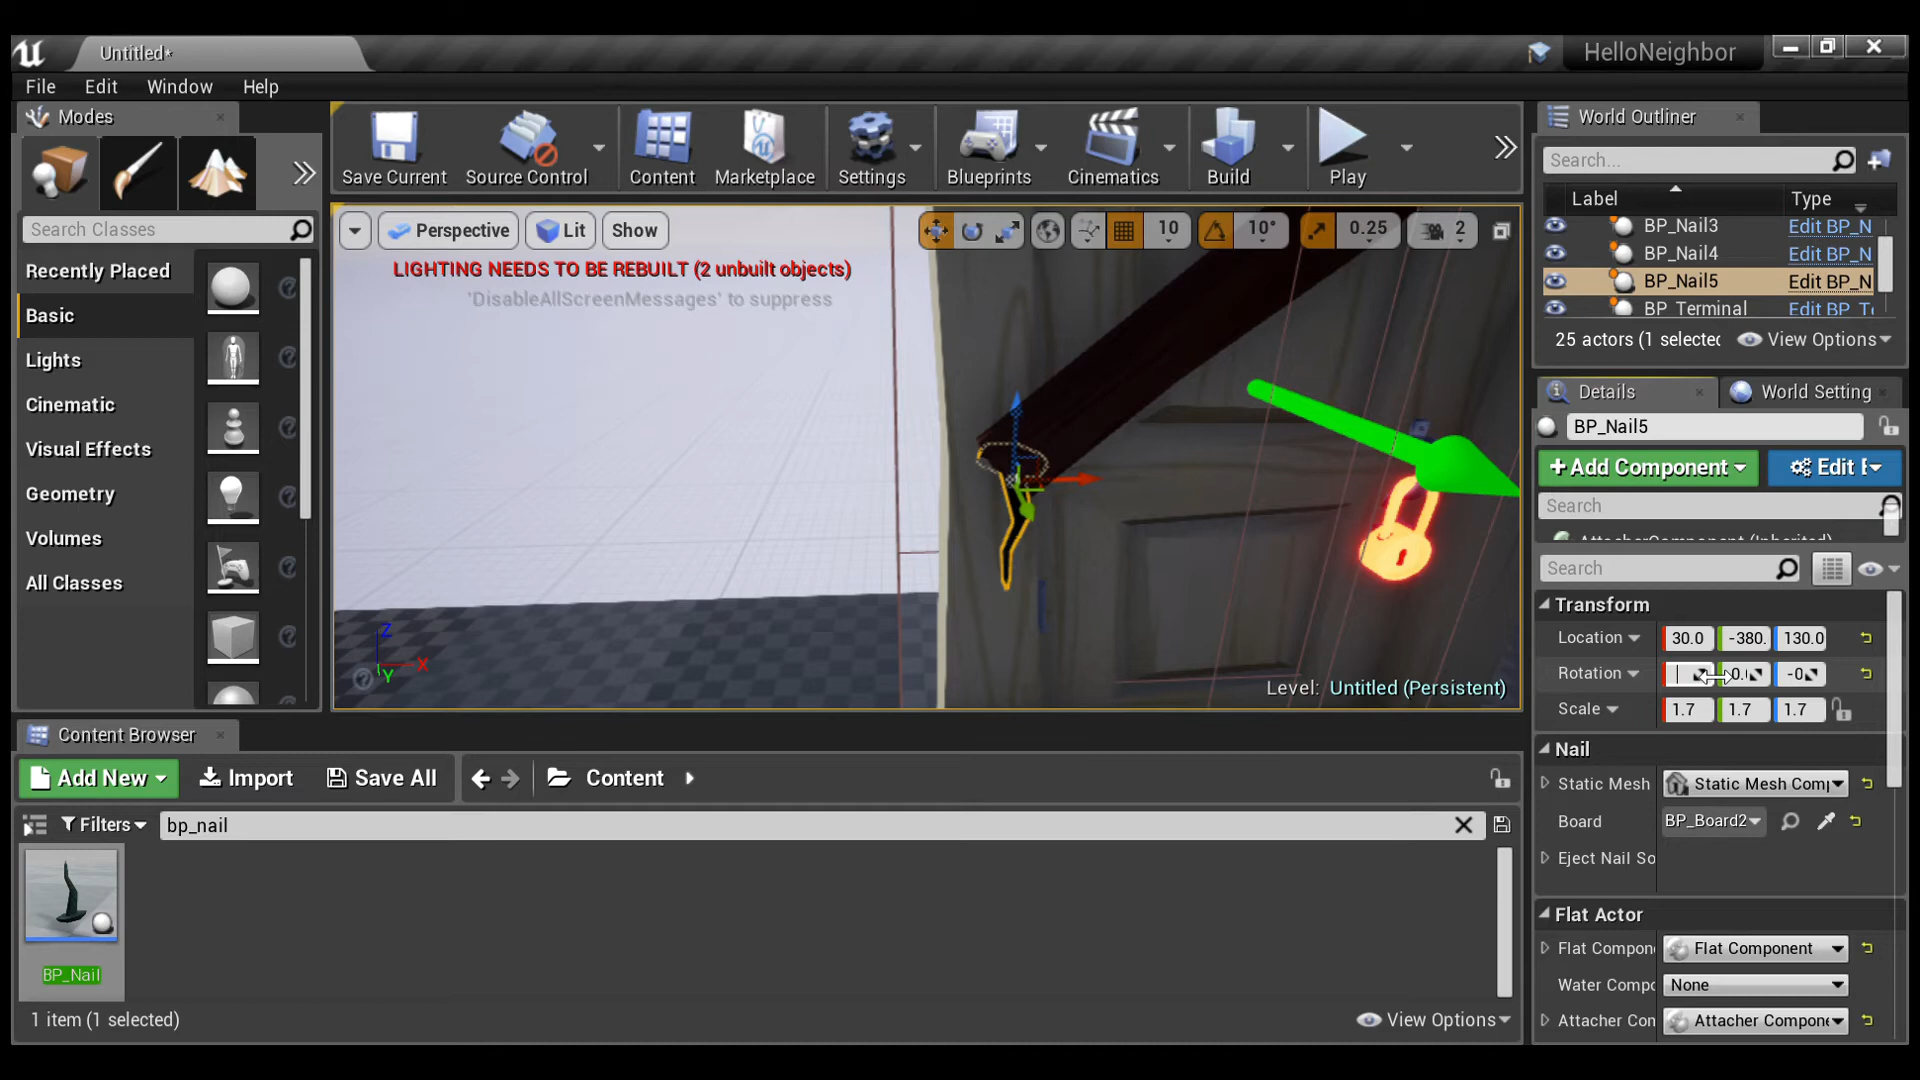 Untitled*
HelloNeighbor
File Edit Window Help
Modes
Search Classes
Recently Placed
Basic
Lights
Cinematic
Visual Effects
Geometry
Volumes
All Classes
Save Current
Source Control
Content
Marketplace
Settings
Blueprints
Cinematics
Build
Play
Perspective
Lit
Show
10
10°
0.25
2
LIGHTING NEEDS TO BE REBUILT (2 unbuilt objects)
'DisableAllScreenMessages' to suppress
Z
X
Y
Level: Untitled (Persistent)
World Outliner
Search...
Label Type
BP_Nail3 Edit BP_N
BP_Nail4 Edit BP_N
BP_Nail5 Edit BP_N
BP_Terminal Edit BP_T
25 actors (1 selectec
View Options
Details
World Setting
BP_Nail5
+Add Component
Edit E
Search
AttacherComponent (Inherited)
Search
Transform
Location 30.0 -380. 130.0
Rotation 0.( -0
Scale 1.7 1.7 1.7
Nail
Static Mesh Static Mesh Comp
Board BP_Board2
Eject Nail So
Flat Actor
Flat Compone Flat Component
Water Compo None
Attacher Con Attacher Compone
Content Browser
Add New
Import
Save All
Content
Filters
bp_nail
BP_Nail
1 item (1 selected)
View Options